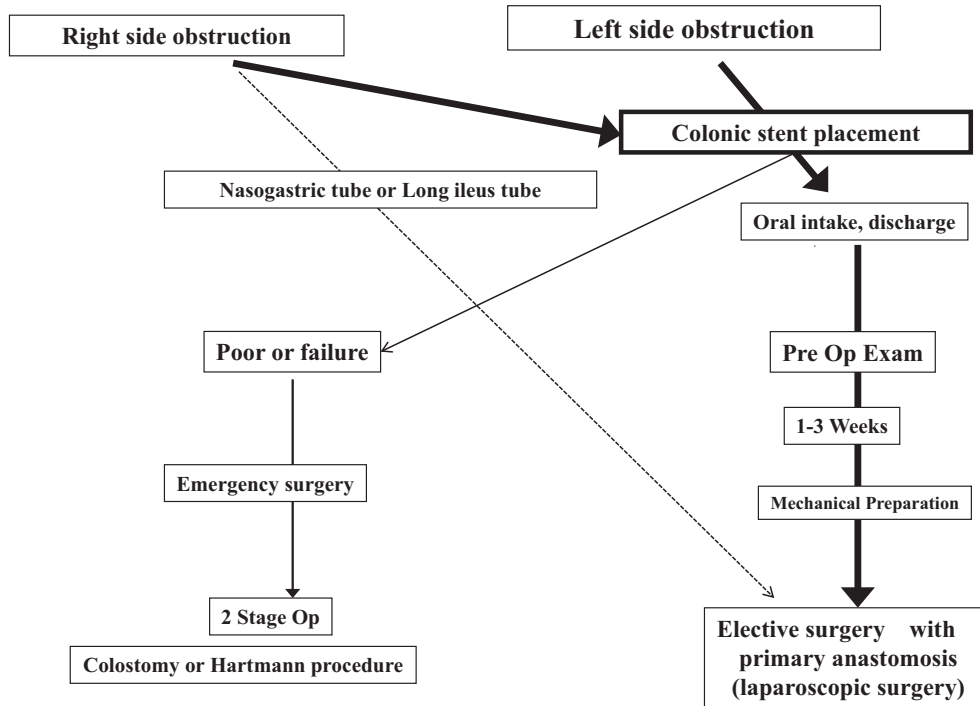 Right side obstruction
Left side obstruction
Colonic stent placement
Nasogastric tube or Long ileus tube
Oral intake, discharge
Poor or failure
Pre Op Exam
1-3 Weeks
Emergency surgery
Mechanical Preparation
2 Stage Op
Colostomy or Hartmann procedure
Elective surgery with
primary anastomosis
(laparoscopic surgery)